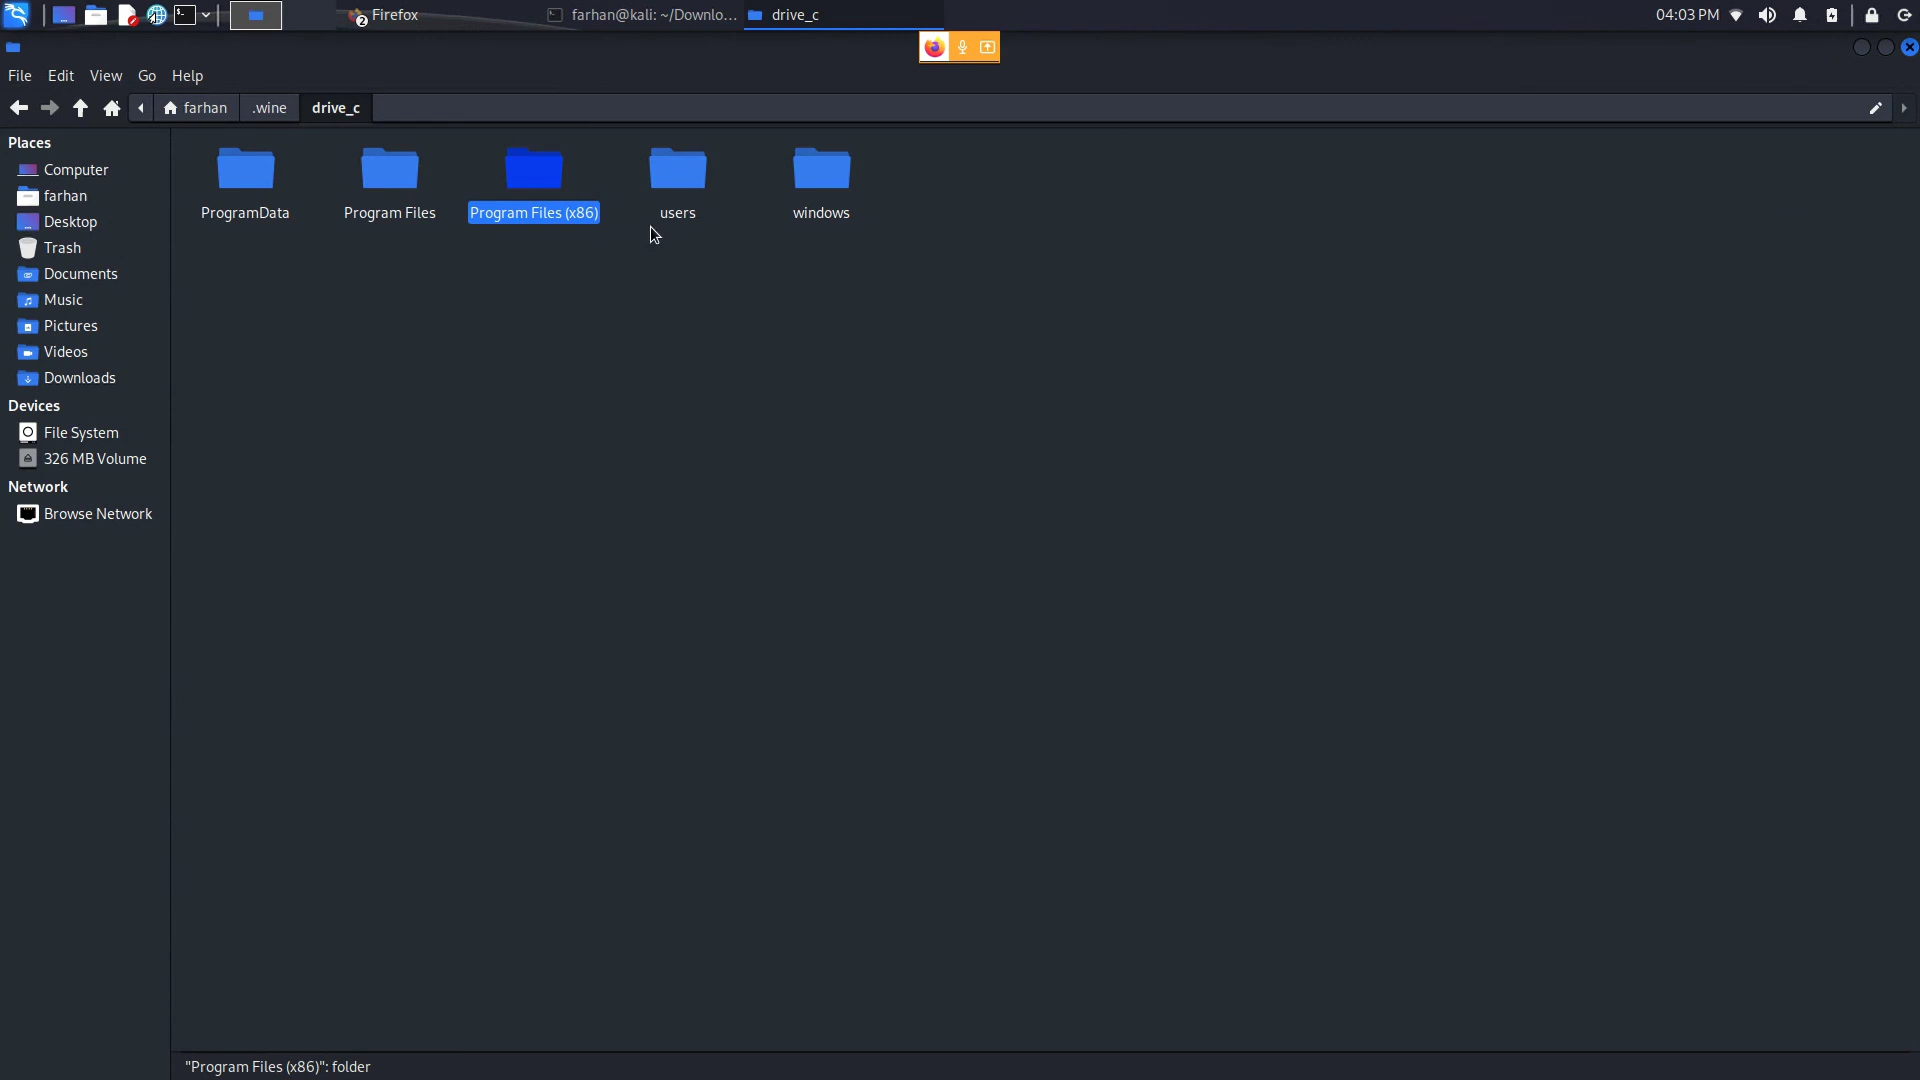 Firefox
2
farhan@kali: ~/Downlo...
drive_c
04:03 PM
File Edit View Go Help
farhan .wine drive_c
Places
Computer
farhan
Desktop
Trash
Documents
Music
Pictures
Videos
Downloads
Devices
File System
326 MB Volume
Network
Browse Network
ProgramData Program Files Program Files (x86) users windows
"Program Files (x86)": folder